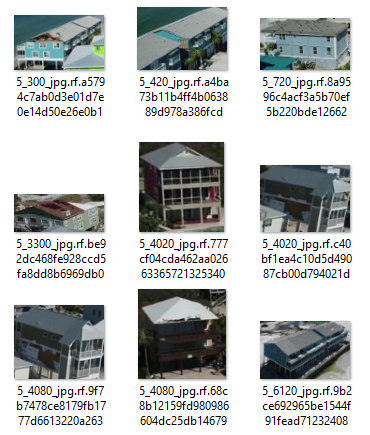 5_300_jpg.rf.a579
4c7ab0d3e01d7e
0e14d50e26e0b1
5_420_jpg.rf.a4ba
73b11b4ff4b0638
89d978a386fcd
5_720_jpg.rf.8a95
96c4acf3a5b70ef
5b220bde12662
5_3300_jpg.rf.be9
2dc468fe928ccd5
fa8dd8b6969db0
5_4020_jpg.rf.777
cf04cda462aa026
63365721325340
5_4020_jpg.rf.c40
bf1ea4c10d5d490
87cb00d794021d
5_4080_jpg.rf.9f7
b7478ce8179fb17
77d6613220a263
5_4080_jpg.rf.68c
8b12159fd980986
604dc25db14679
5_6120_jpg.rf.9b2
ce692965be1544f
91fead71232408